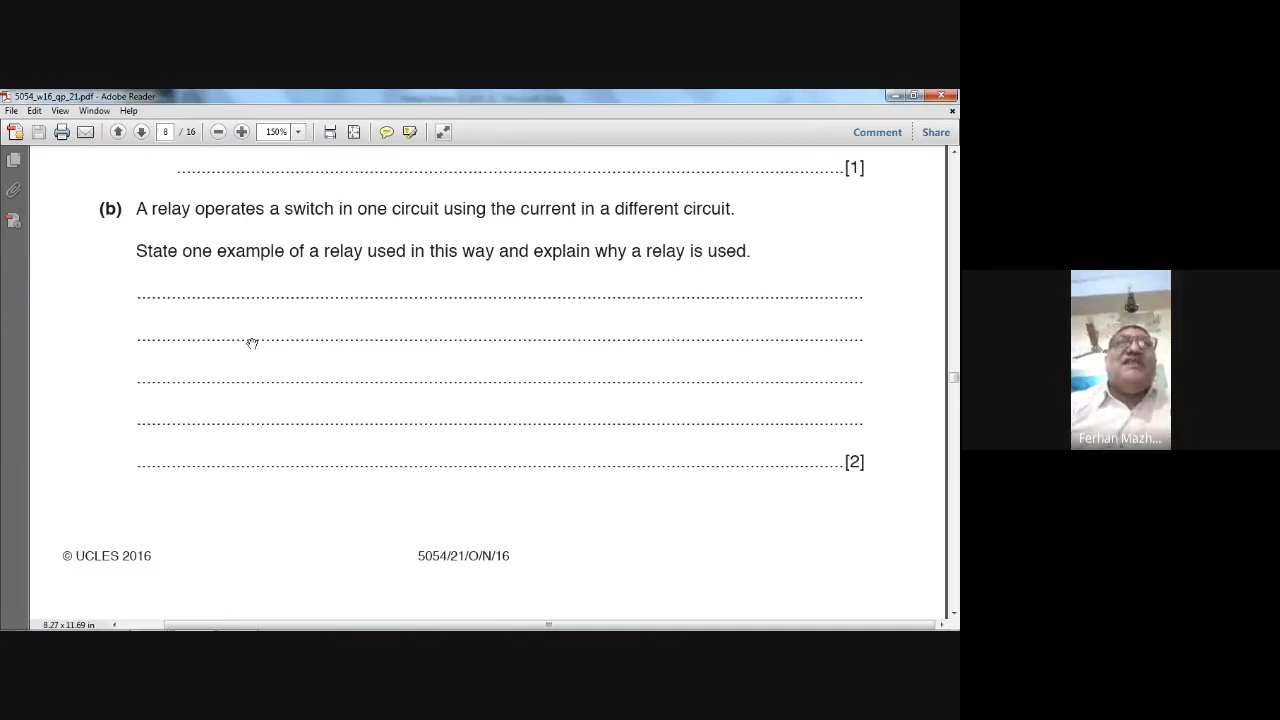 5054_w16_qp_21.pdf - Adobe Reader
File Edit View Window Help
8 / 16 150% Comment Share
[1]
(b) A relay operates a switch in one circuit using the current in a different circuit.
State one example of a relay used in this way and explain why a relay is used.
[2]
© UCLES 2016 5054/21/O/N/16
8.27 x 11.69 in
Ferhan Mazh...